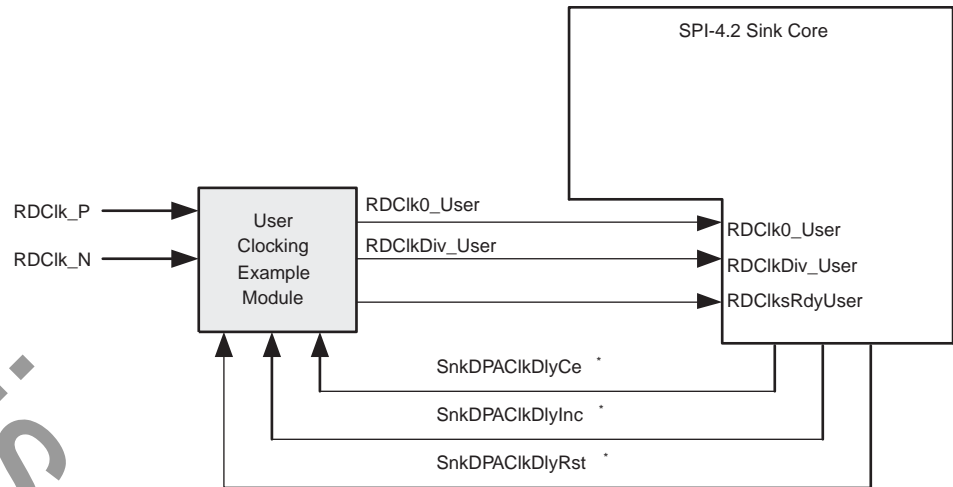 SPI-4.2 Sink Core
RDClk_P
RDClk_N
User
Clocking
Example
Module
RDClk0_User
RDClkDiv_User
RDClk0_User
RDClkDiv_User
RDClksRdyUser
SnkDPAClkDlyCe *
SnkDPAClkDlyInc *
SnkDPAClkDlyRst *